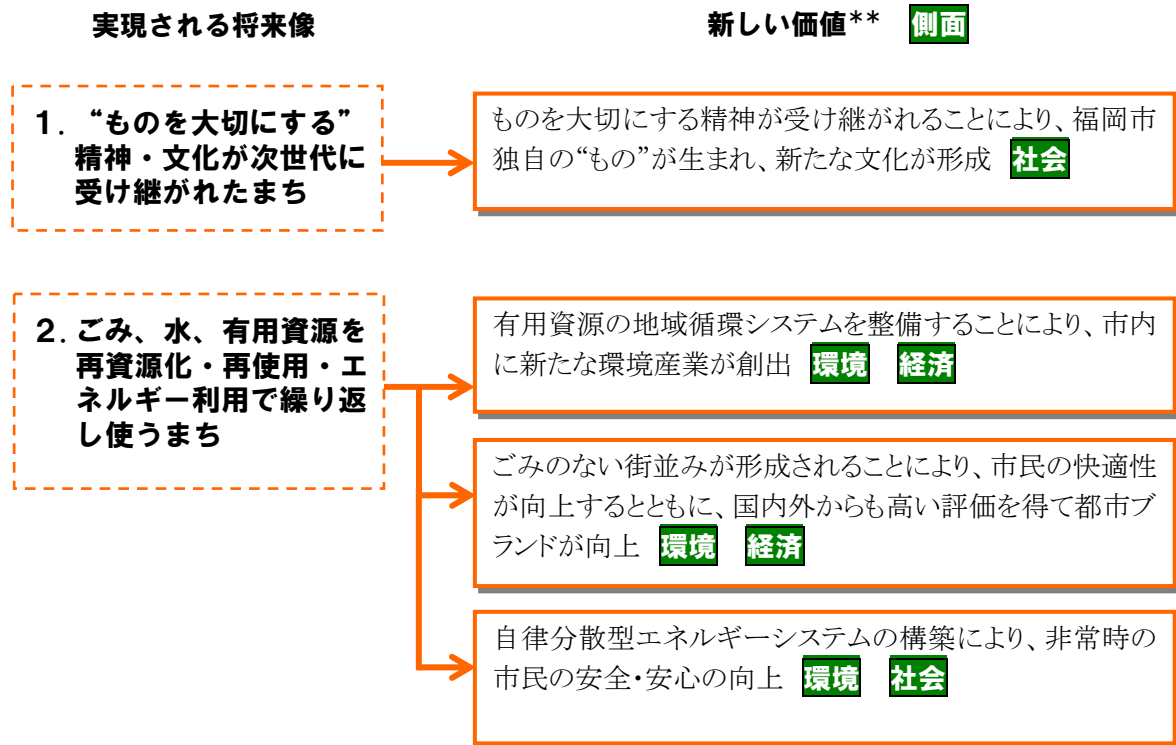 実現される将来像
新しい価値** 側面
1. “ものを大切にする”
精神・文化が次世代に
受け継がれたまち
ものを大切にする精神が受け継がれることにより、福岡市
独自の“もの”が生まれ、新たな文化が形成 社会
2. ごみ、水、有用資源を
再資源化・再使用・エ
ネルギー利用で繰り返
し使うまち
有用資源の地域循環システムを整備することにより、市内
に新たな環境産業が創出 環境 経済
ごみのない街並みが形成されることにより、市民の快適性
が向上するとともに、国内外からも高い評価を得て都市ブ
ランドが向上 環境 経済
自律分散型エネルギーシステムの構築により、非常時の
市民の安全・安心の向上 環境 社会